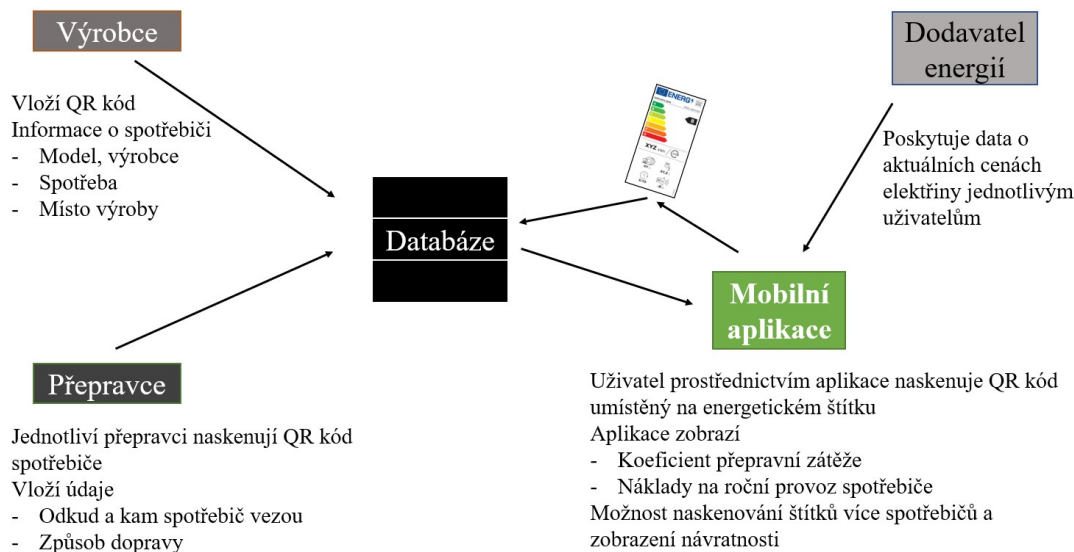 Výrobce
Vloží QR kód
Informace o spotřebiči
- Model, výrobce
- Spotřeba
- Místo výroby
Dodavatel
energií
Poskytuje data o
aktuálních cenách
elektřiny jednotlivým
uživatelům
ENERG
XYZ
Databáze
Mobilní
aplikace
Přepravce
Jednotliví přepravci naskenují QR kód
spotřebiče
Vloží údaje
- Odkud a kam spotřebič vezou
- Způsob dopravy
Uživatel prostřednictvím aplikace naskenuje QR kód
umístěný na energetickém štítku
Aplikace zobrazí
- Koeficient přepravní zátěže
- Náklady na roční provoz spotřebiče
Možnost naskenování štítků více spotřebičů a
zobrazení návratnosti